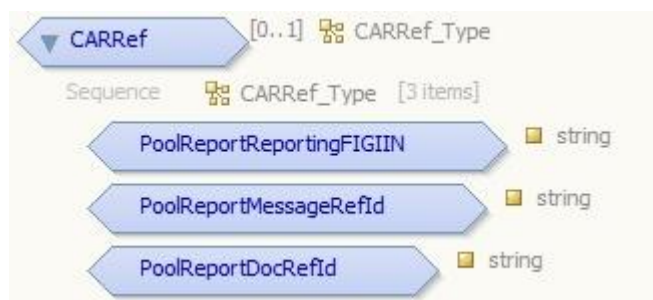 CARRef [0..1] CARRef_Type
Sequence CARRef_Type [3 items]
PoolReportReportingFIGIIN string
PoolReportMessageRefId string
PoolReportDocRefId string